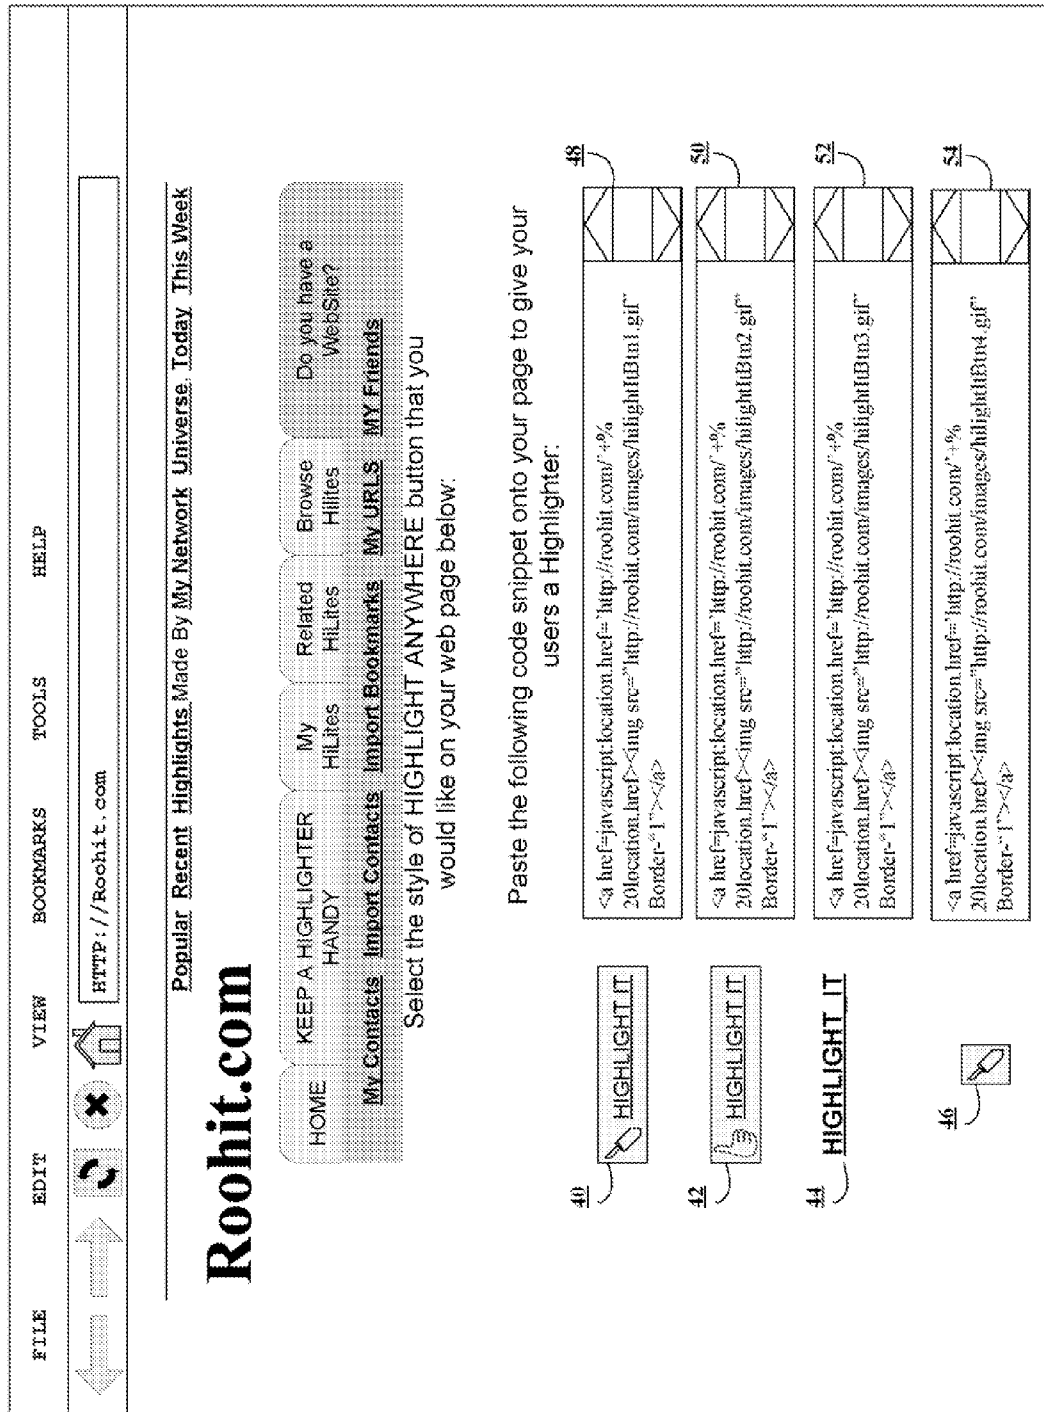 FILE EDIT VIEW BOOKMARKS TOOLS HELP
HTTP://Roohit.com
Popular Recent Highlights Made By My Network Universe Today This Week
Roohit.com
HOME
KEEP A HIGHLIGHTER
HANDY
My
HiLites
Related
HiLites
Browse
Hilites
Do you have a
WebSite?
My Contacts Import Contacts Import Bookmarks My URLS MY Friends
Select the style of HIGHLIGHT ANYWHERE button that you
would like on your web page below:
Paste the following code snippet onto your page to give your
users a Highlighter:
40
HIGHLIGHT IT
<a href=javascript:location.href='http://roohit.com/'+%
20location.href><img src="http://roohit.com/images/hilightItBtn1.gif"
Border-"1"></a>
48
42
HIGHLIGHT IT
<a href=javascript:location.href='http://roohit.com/'+%
20location.href><img src="http://roohit.com/images/hilightItBtn2.gif"
Border-"1"></a>
50
44
HIGHLIGHT IT
<a href=javascript:location.href='http://roohit.com/'+%
20location.href><img src="http://roohit.com/images/hilightItBtn3.gif"
Border-"1"></a>
52
46
<a href=javascript:location.href='http://roohit.com/'+%
20location.href><img src="http://roohit.com/images/hilightItBtn4.gif"
Border-"1"></a>
54